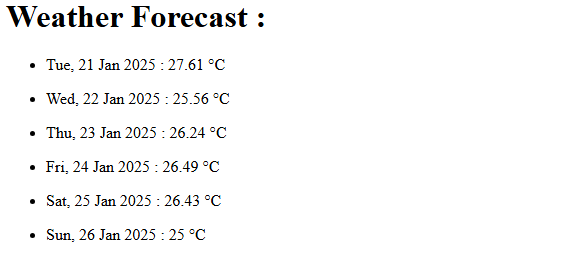 Weather Forecast :
Tue, 21 Jan 2025 : 27.61 °C
Wed, 22 Jan 2025 : 25.56 °C
Thu, 23 Jan 2025 : 26.24 °C
Fri, 24 Jan 2025 : 26.49 °C
Sat, 25 Jan 2025 : 26.43 °C
Sun, 26 Jan 2025 : 25 °C